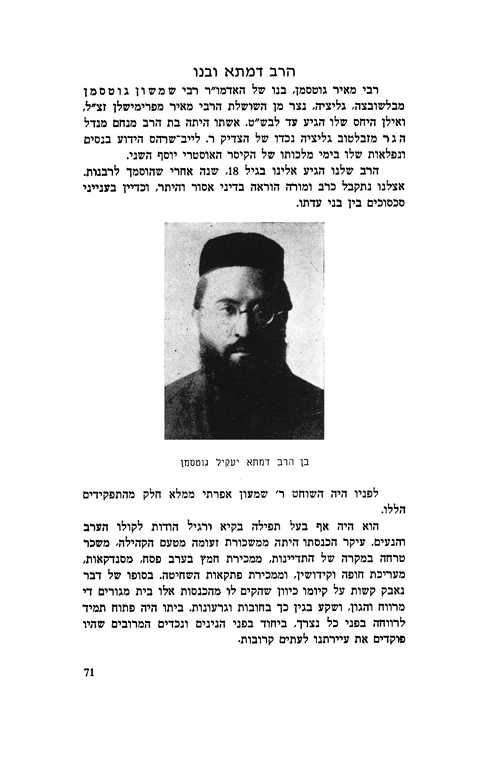 הרב דמתא ובנו
רבי מאיר גוטסמן, בנו של האדמו״ר רבי שמשון גוטסמן
מבלשובצה, גליציה, נצר מן השושלת הרבי מאיר מפרימישלן זצ״ל,
ואילן היחס שלו הגיע עד לבש״ט. אשתו היתה בת הרב מנחם מנדל
הגר מזבלטוב גליציה נכדו של הצדיק ר. לייב־שרהס הידוע בנסים
ונפלאות שלו בימי מלכותו של הקיסר האוסטרי יוסף השני.
הרב שלנו הגיע אלינו בגיל 18, שנה אחרי שהוסמך לרבנות.
אצלנו נתקבל כרב ומורה הוראה בדיני אסור והיתר, וכדיין בענייני
סכסוכים בין בני עדתו.
בן הרב דמתא יעקיל גוטסמן
לפניו היה השוחט ר׳ שמעון אפרתי ממלא חלק מהתפקידים
הללו.
הוא היה אף בעל תפילה בקיא ורגיל הודות לקולו הערב
והנעים. עיקר הכנסתו היתה ממשכורת זעומה מטעם הקהילה, משכר
טרחה במקרה של התדיינות, ממכירת חמץ בערב פסח, מסנדקאות,
מעריכת חופה וקידושין, וממכירת פתקאות השחיטה. בסופו של דבר
נאבק קשות על קיומו כיוון שהקים לו מהכנסות אלו בית מגורים די
מרווח והגון, ושקע בגין כך בחובות וגרעונות. ביתו היה פתוח תמיד
לרווחה בפני כל נצרך, ביחוד בפני הנינים ונכדים המרובים שהיו
פוקדים את עיירתנו לעתים קרובות.
71